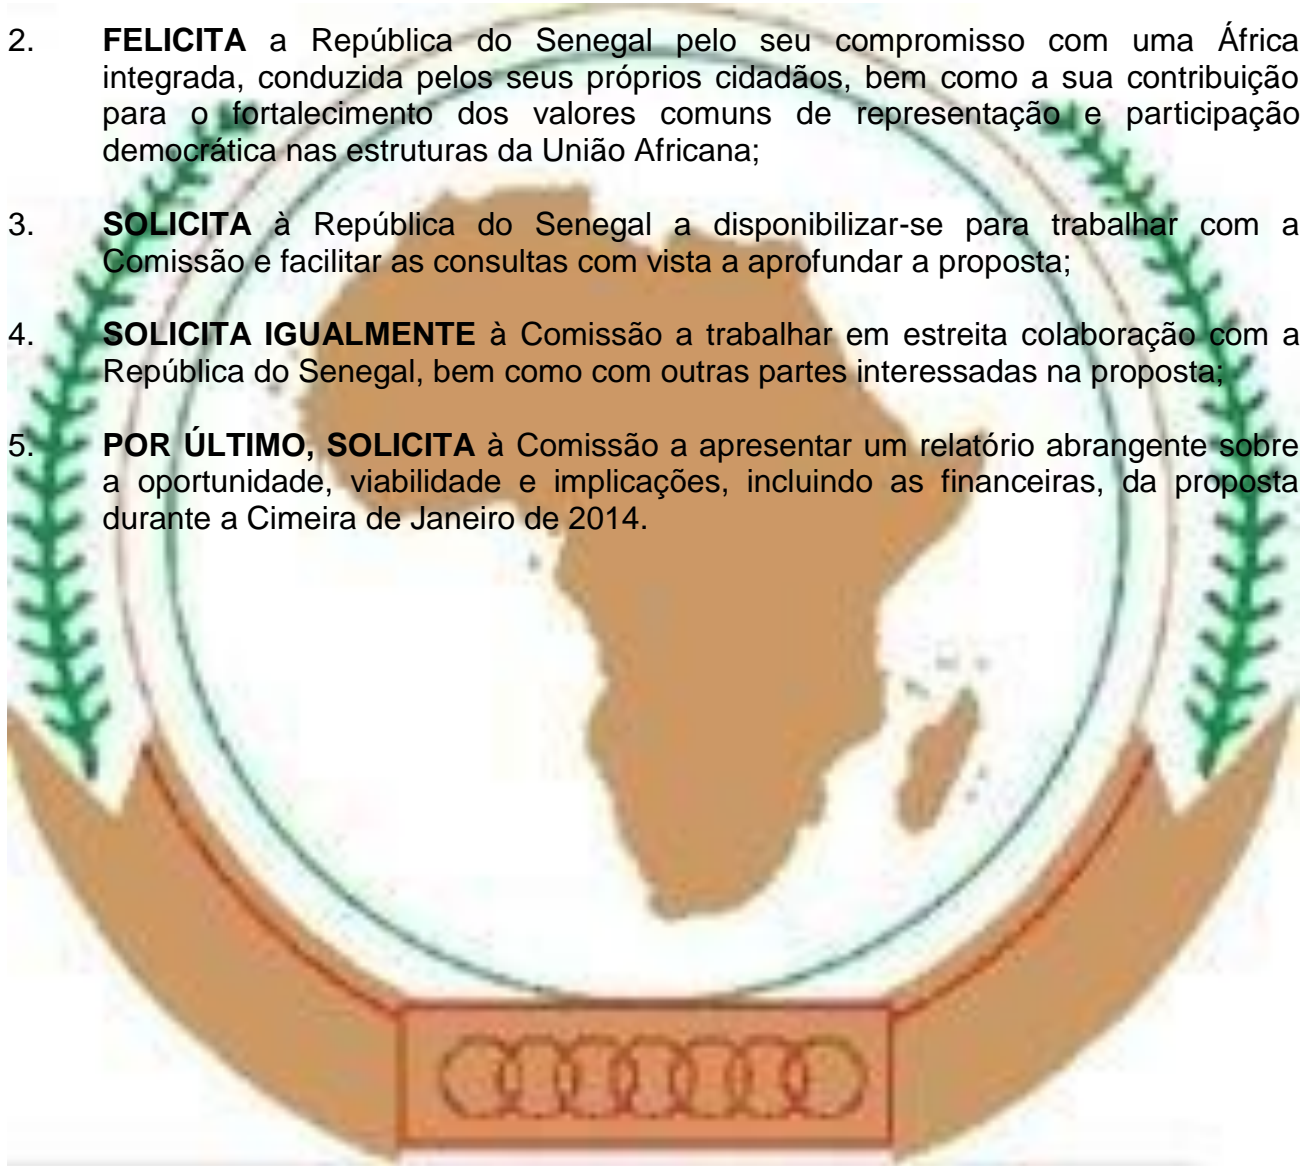 2. FELICITA a República do Senegal pelo seu compromisso com uma África
integrada, conduzida pelos seus próprios cidadãos, bem como a sua contribuição
para o fortalecimento dos valores comuns de representação e participação
democrática nas estruturas da União Africana;
3. SOLICITA à República do Senegal a disponibilizar-se para trabalhar com a
Comissão e facilitar as consultas com vista a aprofundar a proposta;
4. SOLICITA IGUALMENTE à Comissão a trabalhar em estreita colaboração com a
República do Senegal, bem como com outras partes interessadas na proposta;
5. POR ÚLTIMO, SOLICITA à Comissão a apresentar um relatório abrangente sobre
a oportunidade, viabilidade e implicações, incluindo as financeiras, da proposta
durante a Cimeira de Janeiro de 2014.